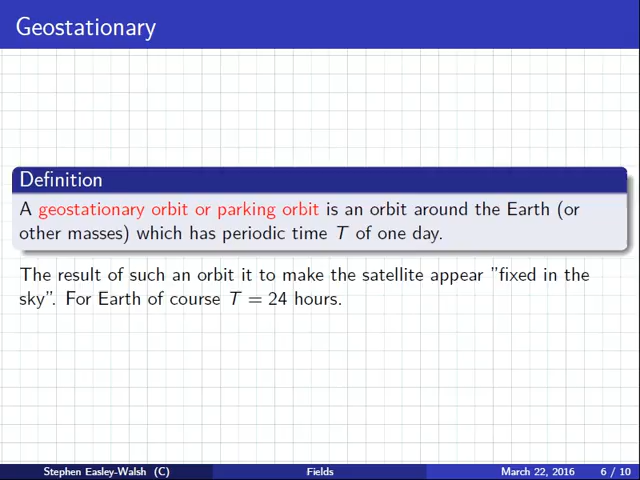 Geostationary
Definition
A geostationary orbit or parking orbit is an orbit around the Earth (or
other masses) which has periodic time T of one day.
The result of such an orbit it to make the satellite appear "fixed in the
sky". For Earth of course T = 24 hours.
Stephen Easley-Walsh (C) Fields March 22, 2016 6 / 10